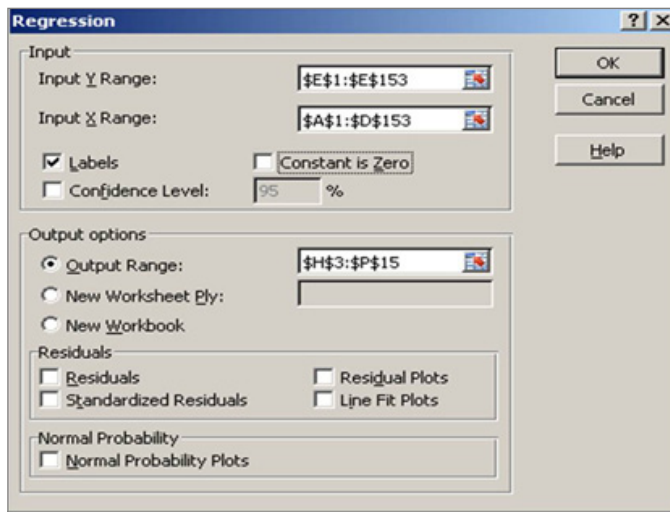 Regression
Input
Input Y Range:
$E$1:$E$153
Input X Range:
$A$1:$D$153
Labels
Constant is Zero
Confidence Level:
95
%
OK
Cancel
Help
Output options
Output Range:
$H$3:$P$15
New Worksheet Ply:
New Workbook
Residuals
Residuals
Residual Plots
Standardized Residuals
Line Fit Plots
Normal Probability
Normal Probability Plots